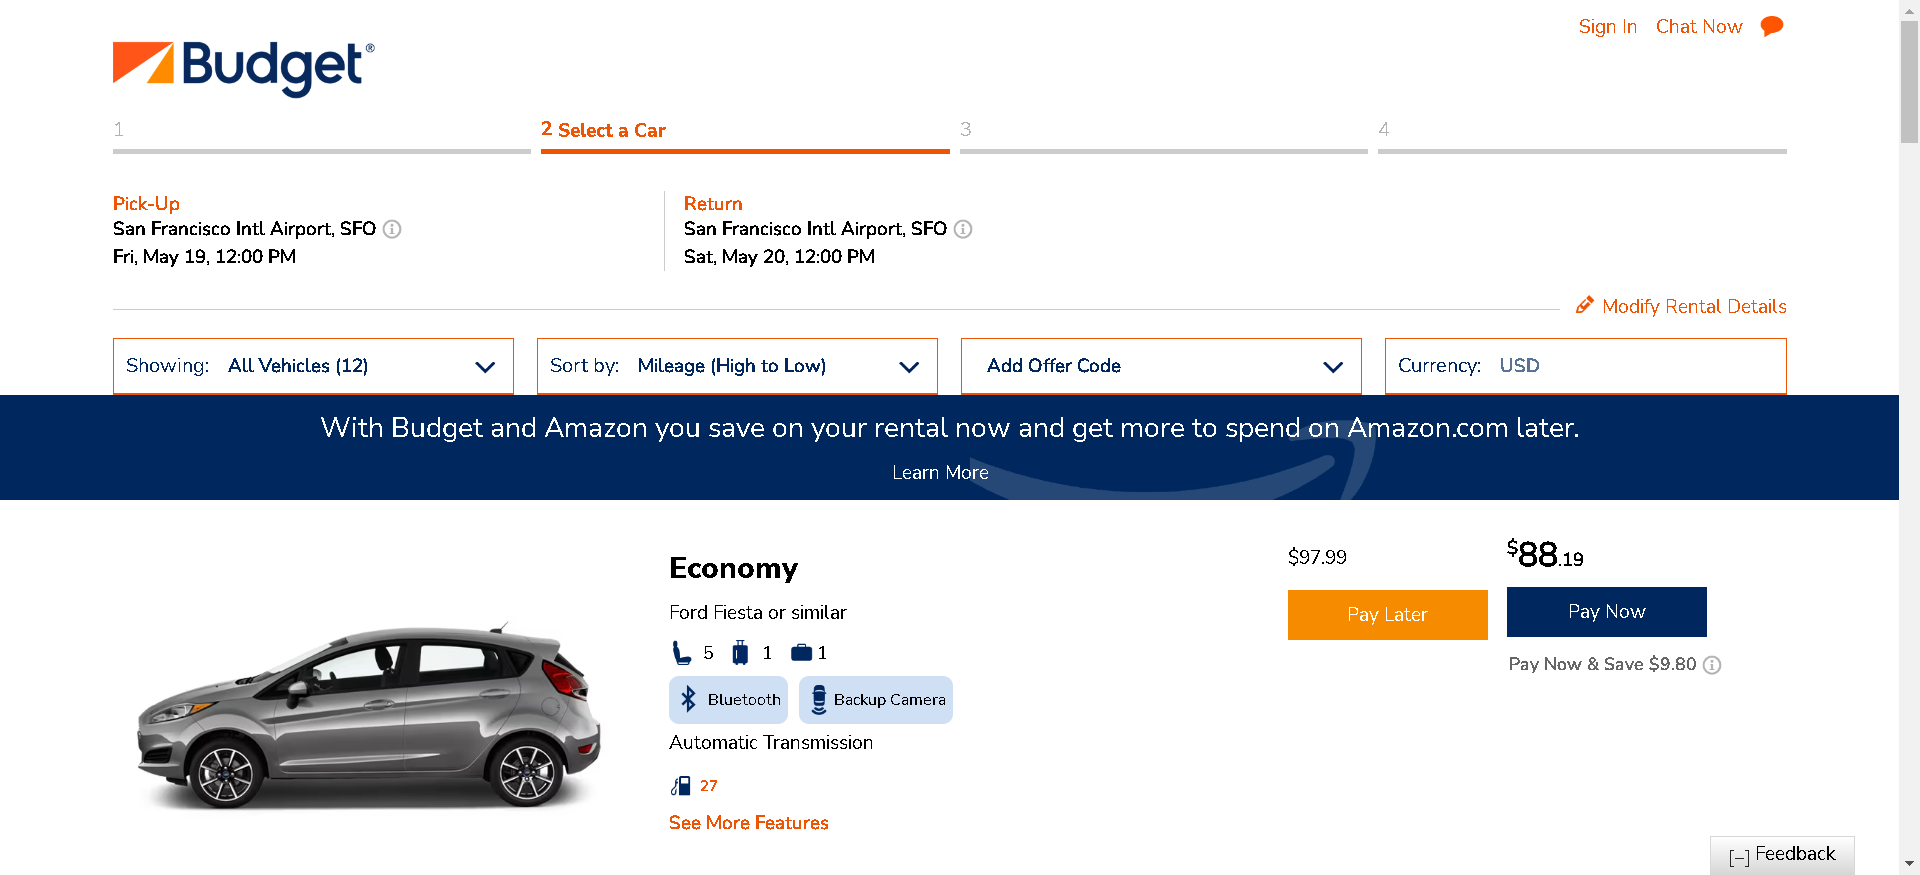 Sign In Chat Now
Budget®
1
2 Select a Car
3
4
Pick-Up
San Francisco Intl Airport, SFO
Fri, May 19, 12:00 PM
Return
San Francisco Intl Airport, SFO
Sat, May 20, 12:00 PM
Modify Rental Details
Showing: All Vehicles (12)
Sort by: Mileage (High to Low)
Add Offer Code
Currency: USD
With Budget and Amazon you save on your rental now and get more to spend on Amazon.com later.
Learn More
Economy
Ford Fiesta or similar
5 1 1
Bluetooth Backup Camera
Automatic Transmission
27
See More Features
$97.99
Pay Later
$88.19
Pay Now
Pay Now & Save $9.80
[–] Feedback